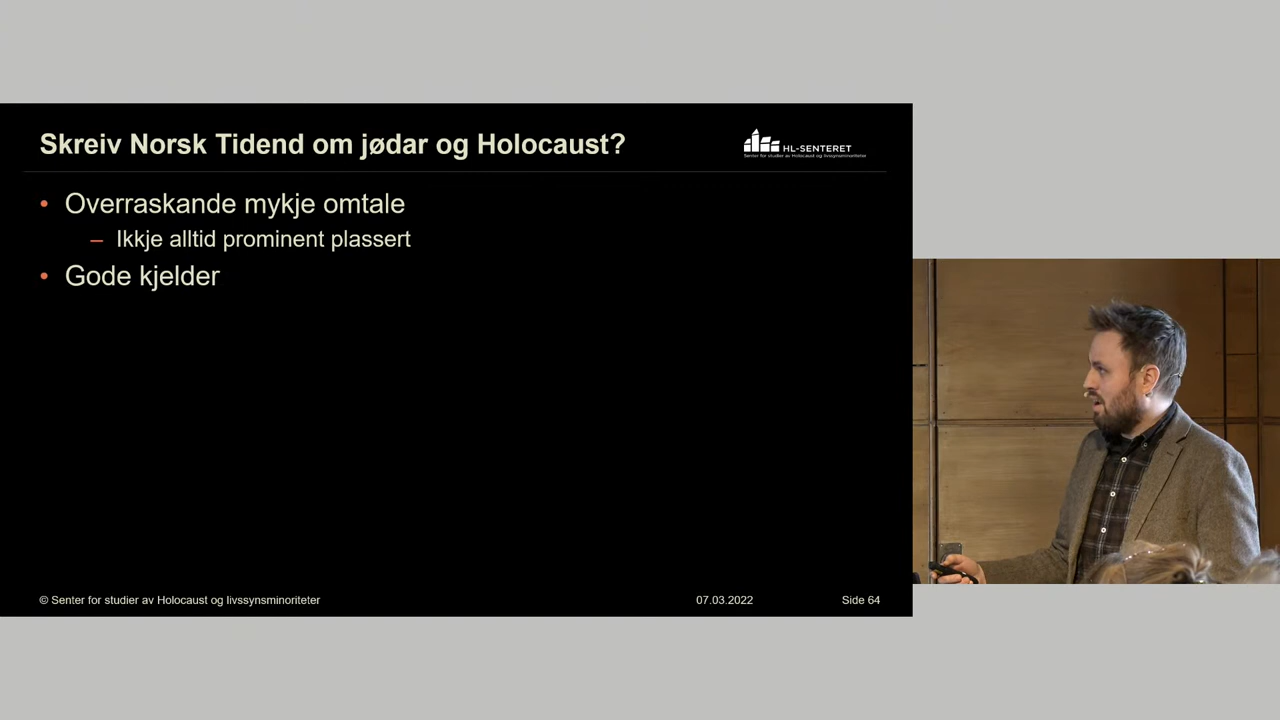 Skreiv Norsk Tidend om jødar og Holocaust?
HL-SENTERET
Senter for studier av Holocaust og livssynsminoriteter
• Overraskande mykje omtale
– Ikkje alltid prominent plassert
• Gode kjelder
© Senter for studier av Holocaust og livssynsminoriteter
07.03.2022
Side 64